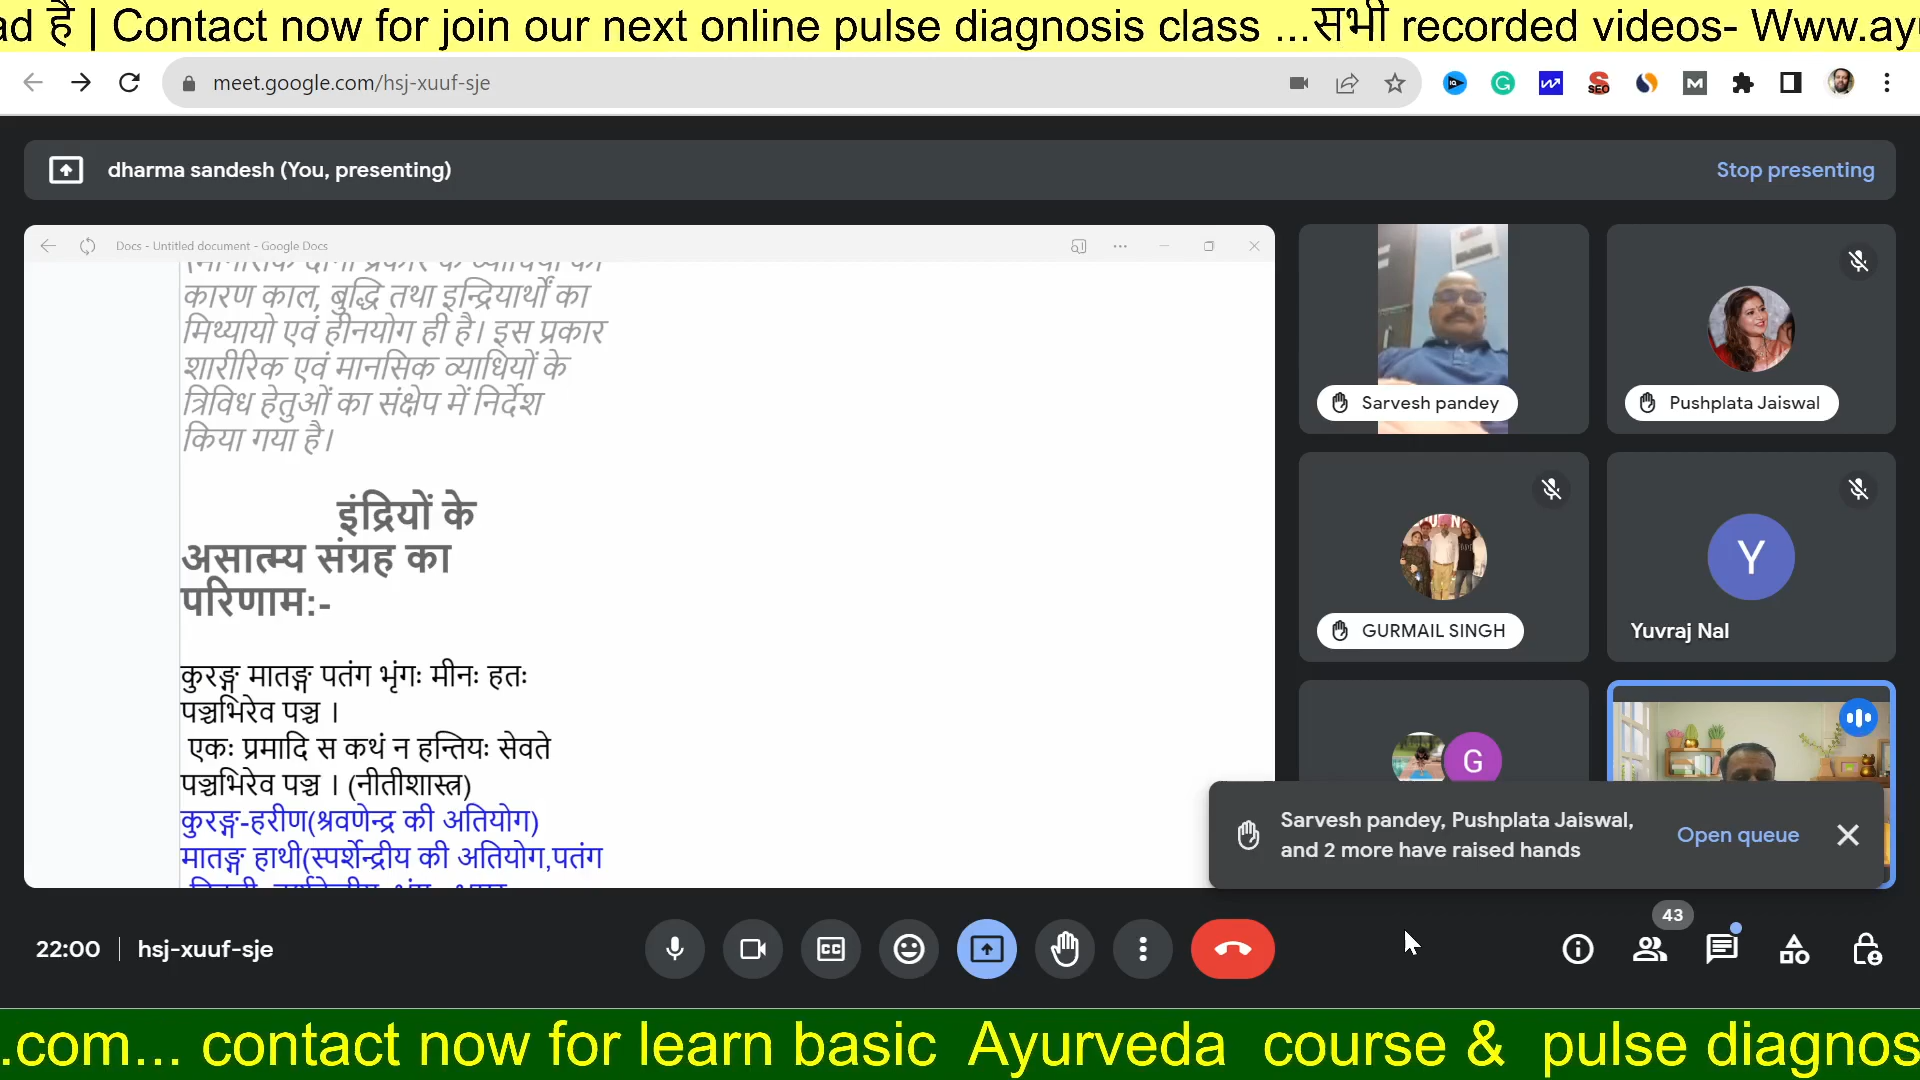 ad है | Contact now for join our next online pulse diagnosis class ...सभी recorded videos- Www.ay
meet.google.com/hsj-xuuf-sje
dharma sandesh (You, presenting)
Stop presenting
Docs - Untitled document - Google Docs
कारण काल, बुद्धि तथा इन्द्रियार्थों का
मिथ्यायो एवं हीनयोग ही है। इस प्रकार
शारीरिक एवं मानसिक व्याधियों के
त्रिविध हेतुओं का संक्षेप में निर्देश
किया गया है।
इंद्रियों के
असात्म्य संग्रह का
परिणाम:-
कुरङ्ग मातङ्ग पतंग भृंगः मीनः हतः
पञ्चभिरेव पञ्च ।
एकः प्रमादि स कथं न हन्तियः सेवते
पञ्चभिरेव पञ्च । (नीतीशास्त्र)
कुरङ्ग-हरीण(श्रवणेन्द्र की अतियोग)
मातङ्ग हाथी(स्पर्शेन्द्रीय की अतियोग,पतंग
Sarvesh pandey
Pushplata Jaiswal
GURMAIL SINGH
Y
Yuvraj Nal
G
Sarvesh pandey, Pushplata Jaiswal,
and 2 more have raised hands
Open queue
22:00
hsj-xuuf-sje
43
.com... contact now for learn basic Ayurveda course & pulse diagnos